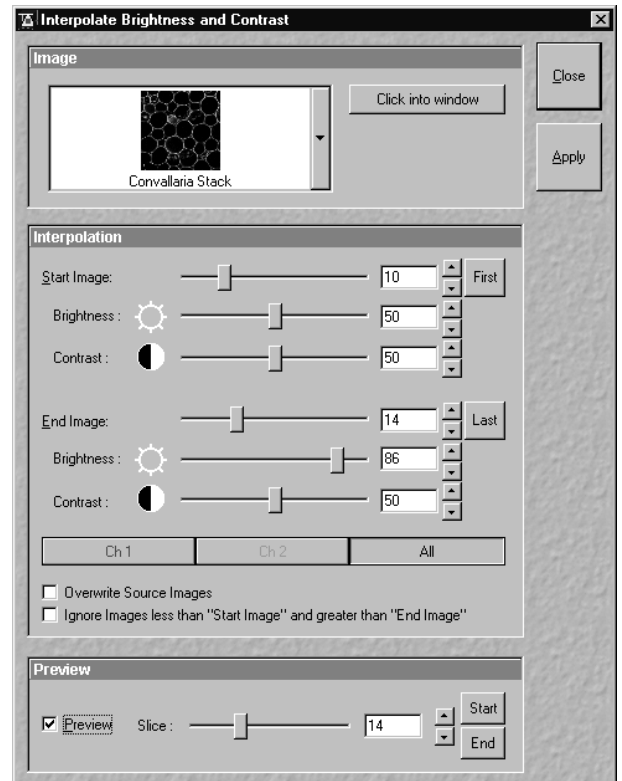 Interpolate Brightness and Contrast
Image
Close
Click into window
Convallaria Stack
Apply
Interpolation
Start Image: 10 First
Brightness : 50
Contrast : 50
End Image: 14 Last
Brightness : 86
Contrast : 50
Ch 1 Ch 2 All
Overwrite Source Images
Ignore Images less than "Start Image" and greater than "End Image"
Preview
Preview Slice : 14 Start
End